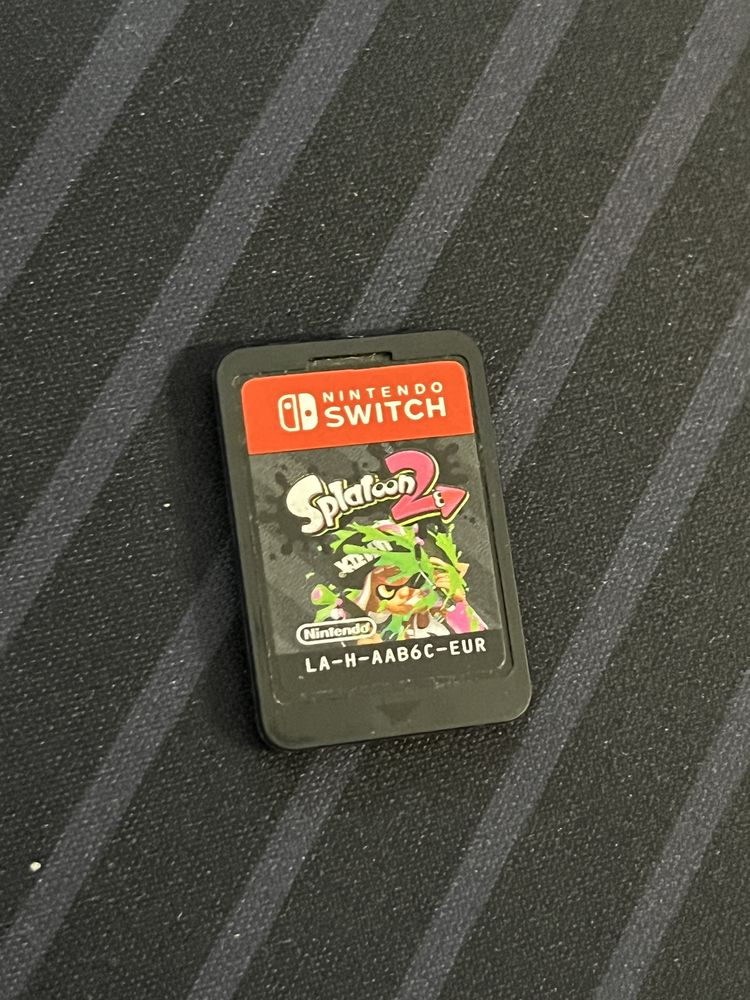 NINTENDO
SWITCH
Splatoon 2
Nintendo
LA-H-AAB6C-EUR